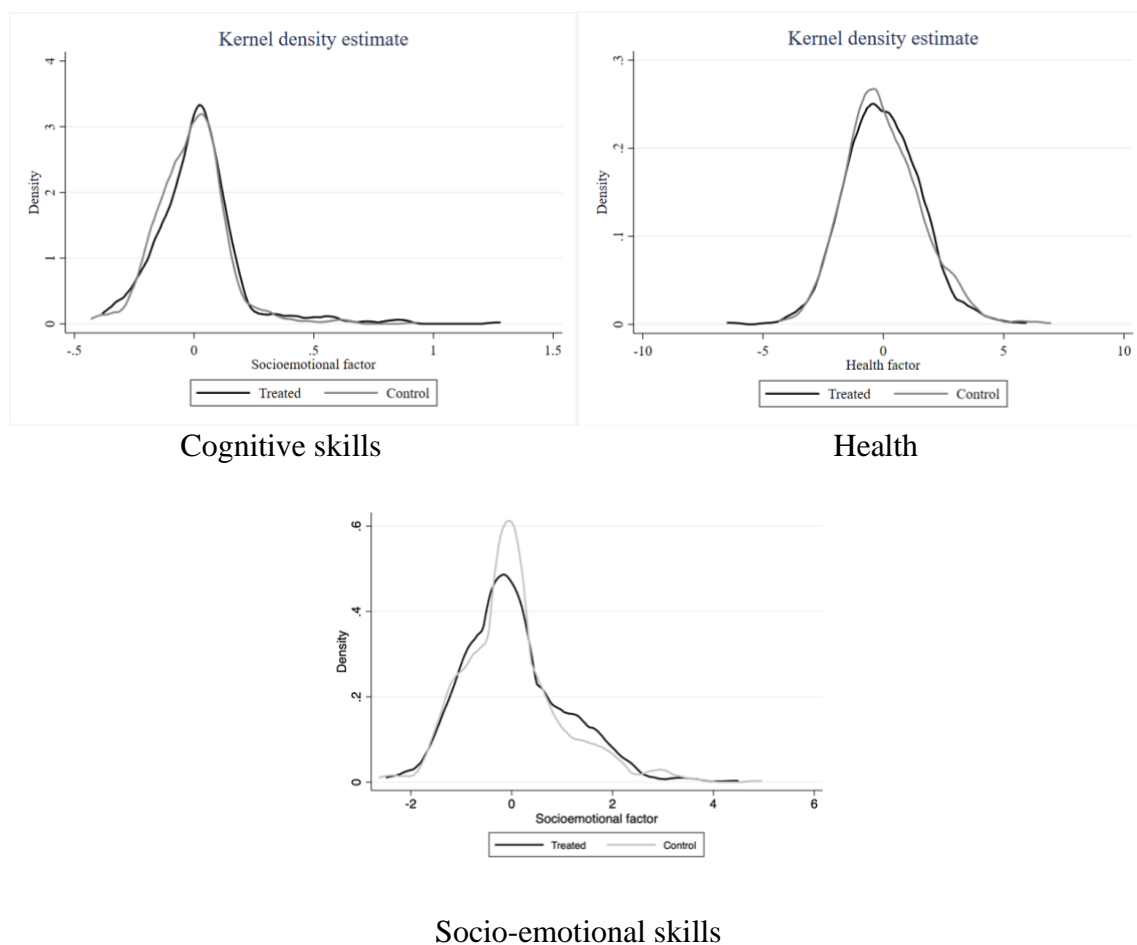 Kernel density estimate
4
3
2
1
0
Density
-.5 0 .5 1 1.5
Socioemotional factor
Treated Control
Cognitive skills
Kernel density estimate
.3
.2
.1
0
Density
-10 -5 0 5 10
Health factor
Treated Control
Health
.6
.4
.2
0
Density
-2 0 2 4 6
Socioemotional factor
Treated Control
Socio-emotional skills